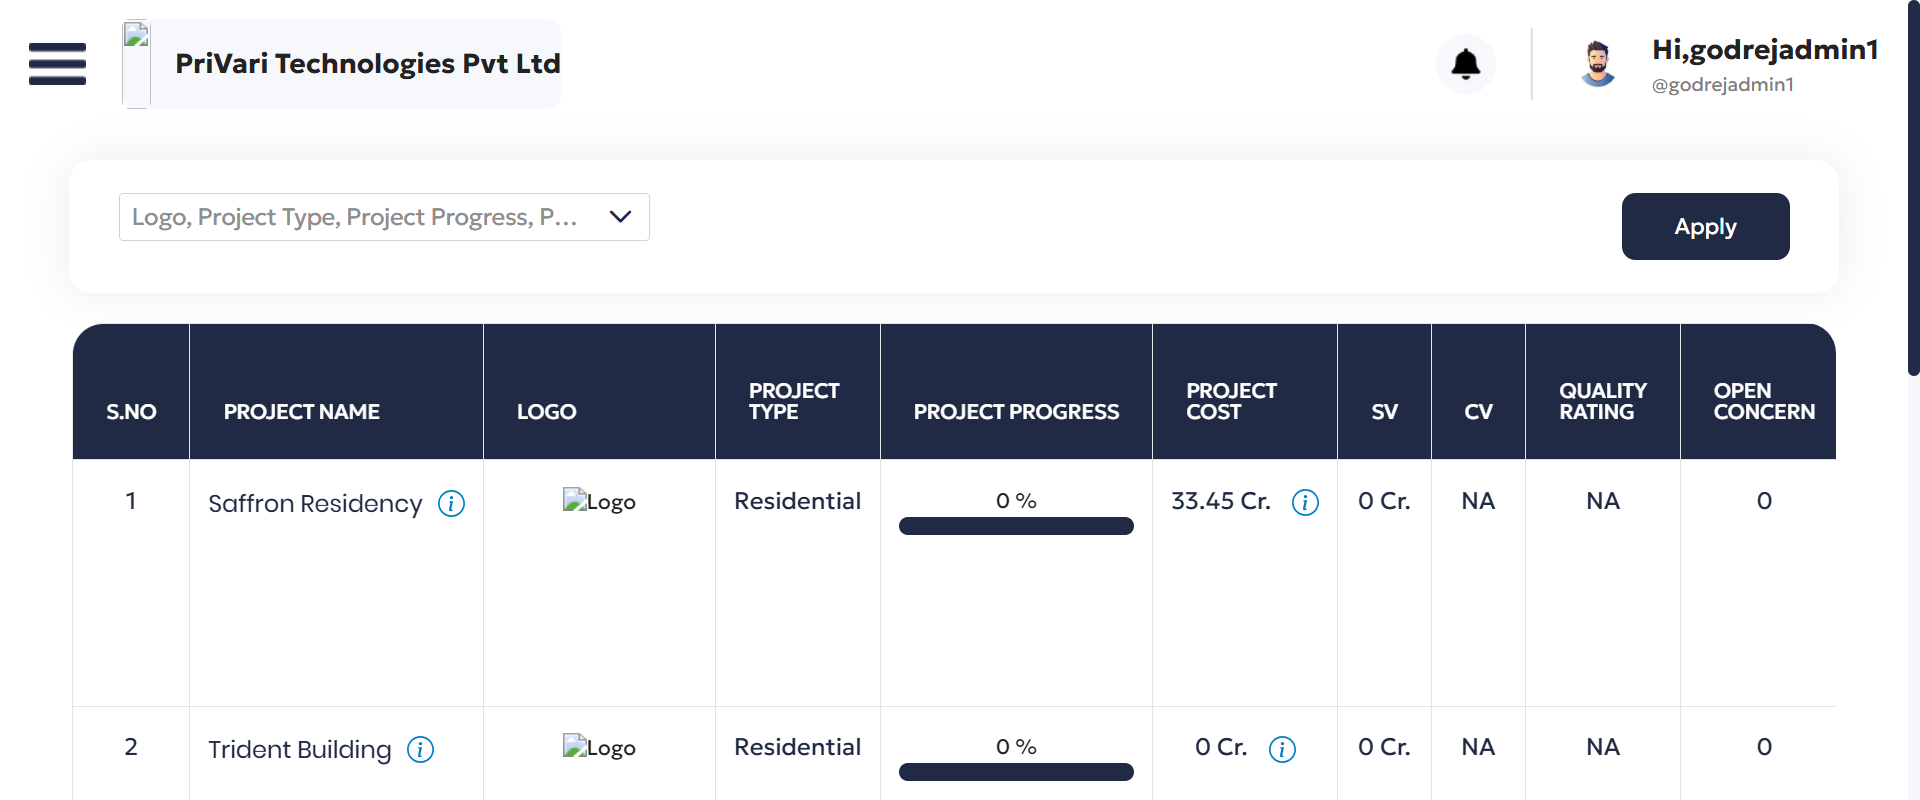 PriVari Technologies Pvt Ltd
Hi,godrejadmin1
@godrejadmin1
Logo, Project Type, Project Progress, P...
Apply
S.NO
PROJECT NAME
LOGO
PROJECT
TYPE
PROJECT PROGRESS
PROJECT
COST
SV
CV
QUALITY
RATING
OPEN
CONCERN
1
Saffron Residency
Logo
Residential
0 %
33.45 Cr.
0 Cr.
NA
NA
0
2
Trident Building
Logo
Residential
0 %
0 Cr.
0 Cr.
NA
NA
0